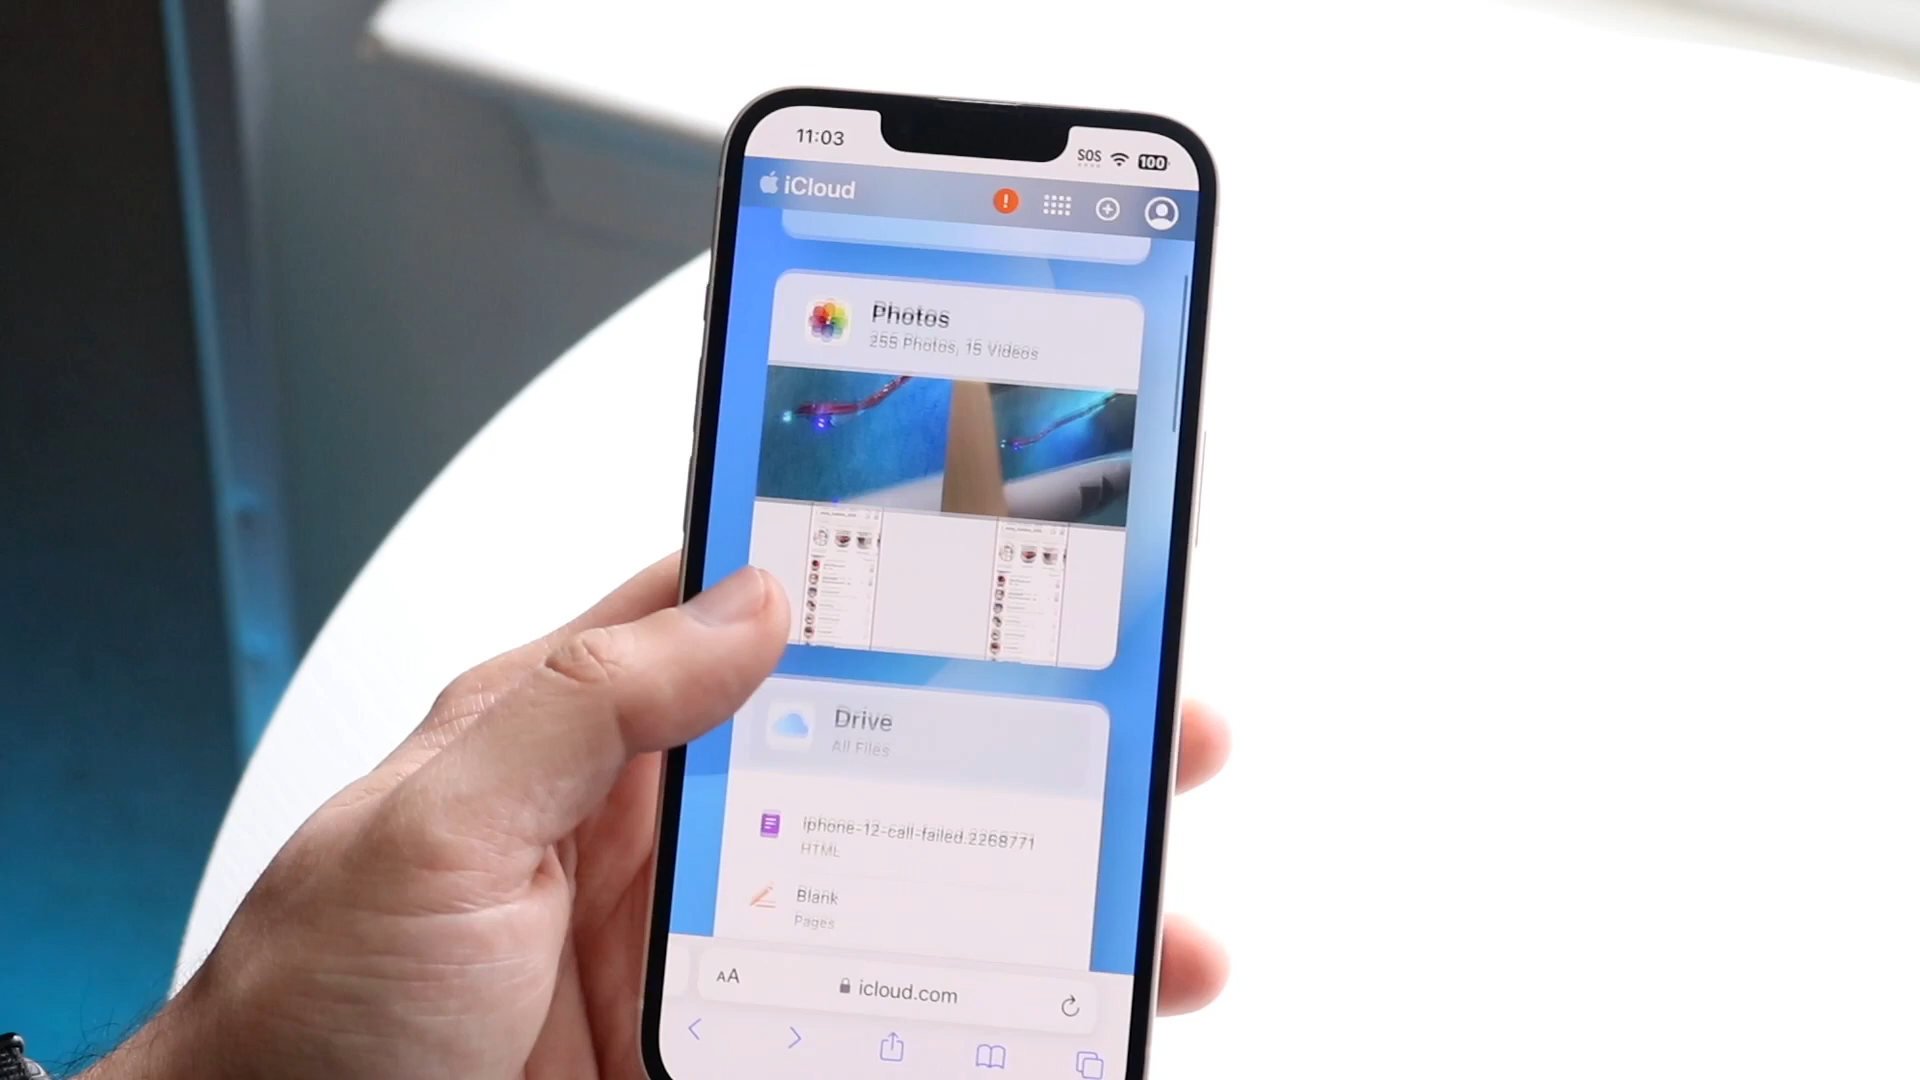 11:03
SOS
100
iCloud
!
Photos
255 Photos, 15 Videos
Drive
All Files
iphone-12-call-failed.2268771
HTML
Blank
Pages
AA
icloud.com